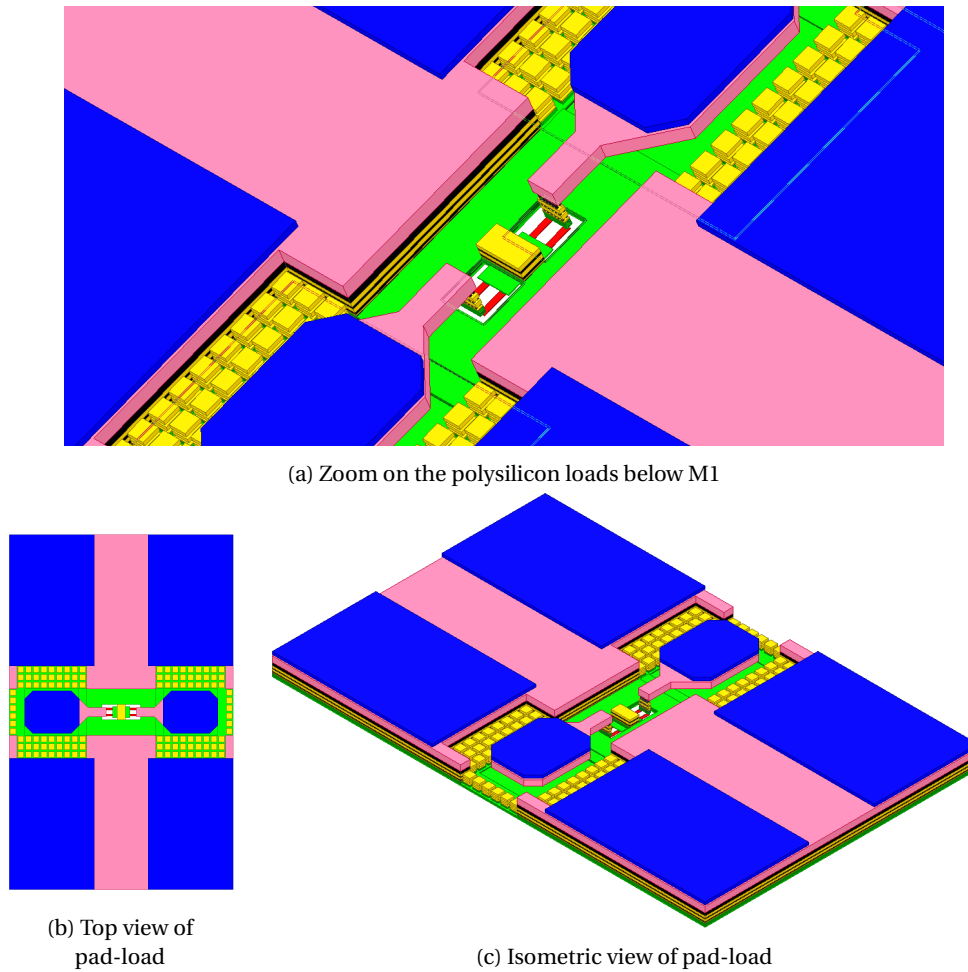 (a) Zoom on the polysilicon loads below M1
(b) Top view of
pad-load
(c) Isometric view of pad-load